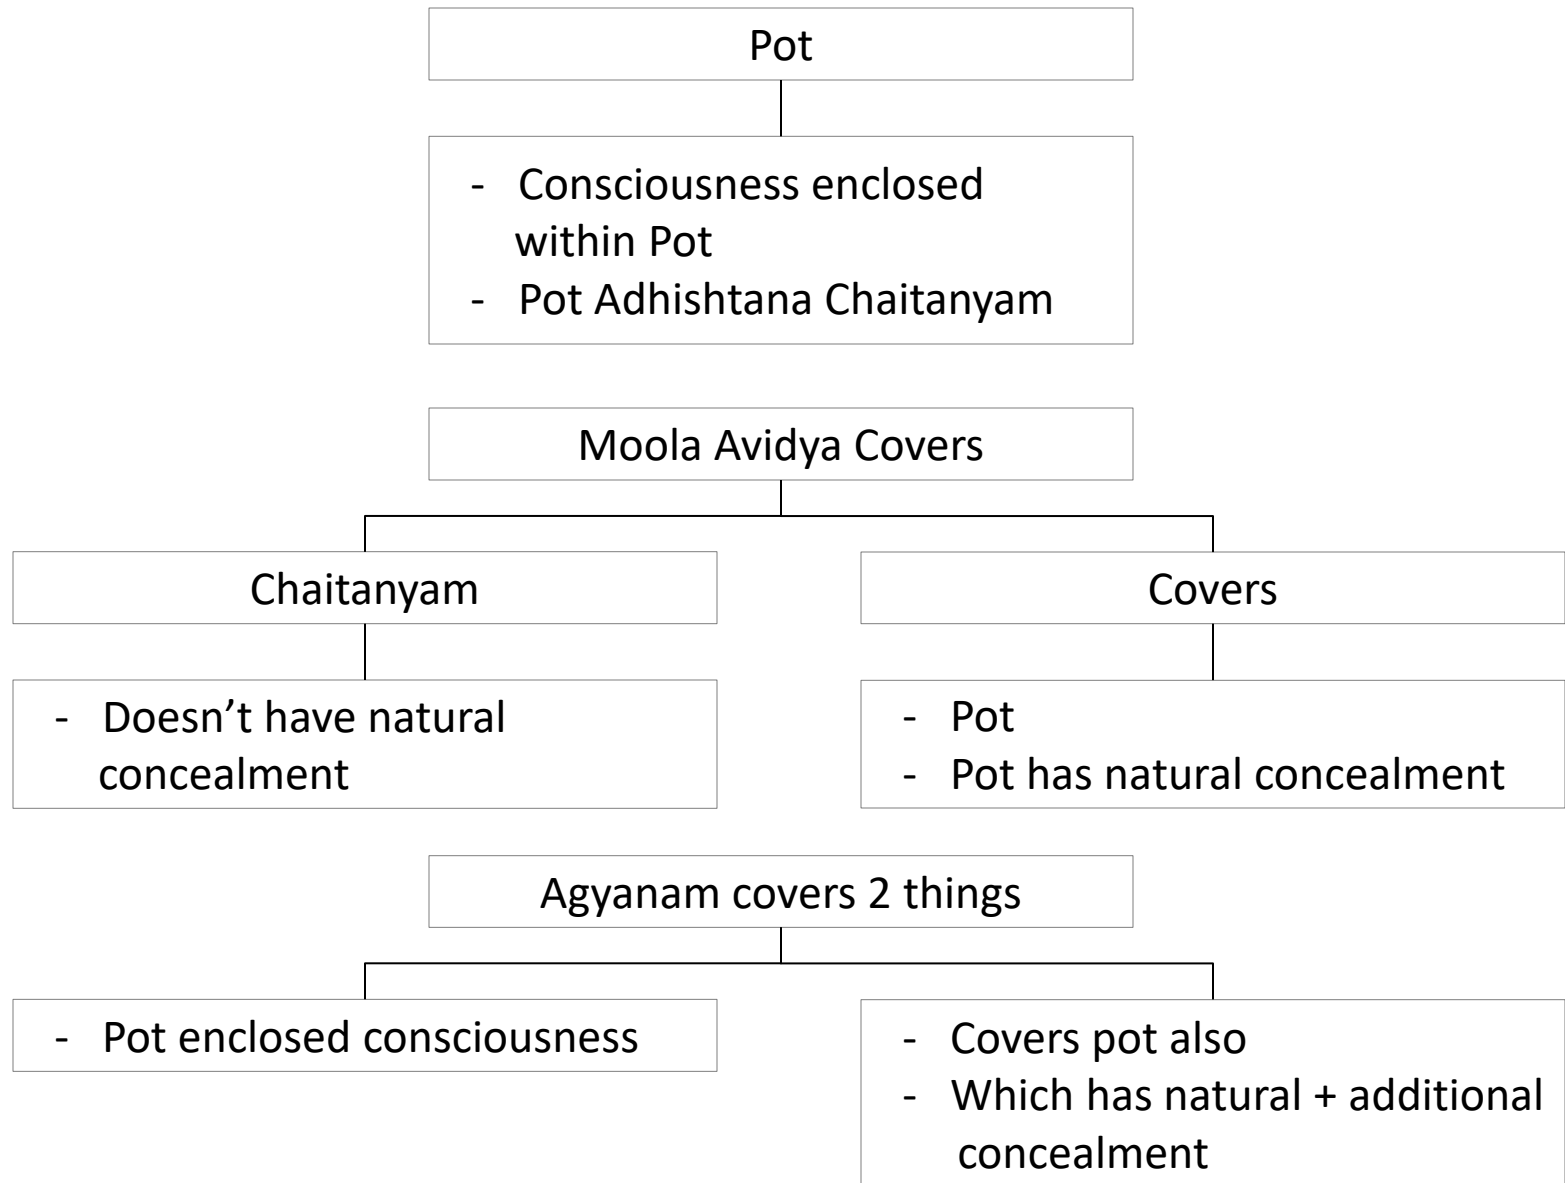 Pot
- Consciousness enclosed
within Pot
- Pot Adhishtana Chaitanyam
Moola Avidya Covers
Chaitanyam
Covers
- Doesn’t have natural
concealment
- Pot
- Pot has natural concealment
Agyanam covers 2 things
- Pot enclosed consciousness
- Covers pot also
- Which has natural + additional
concealment